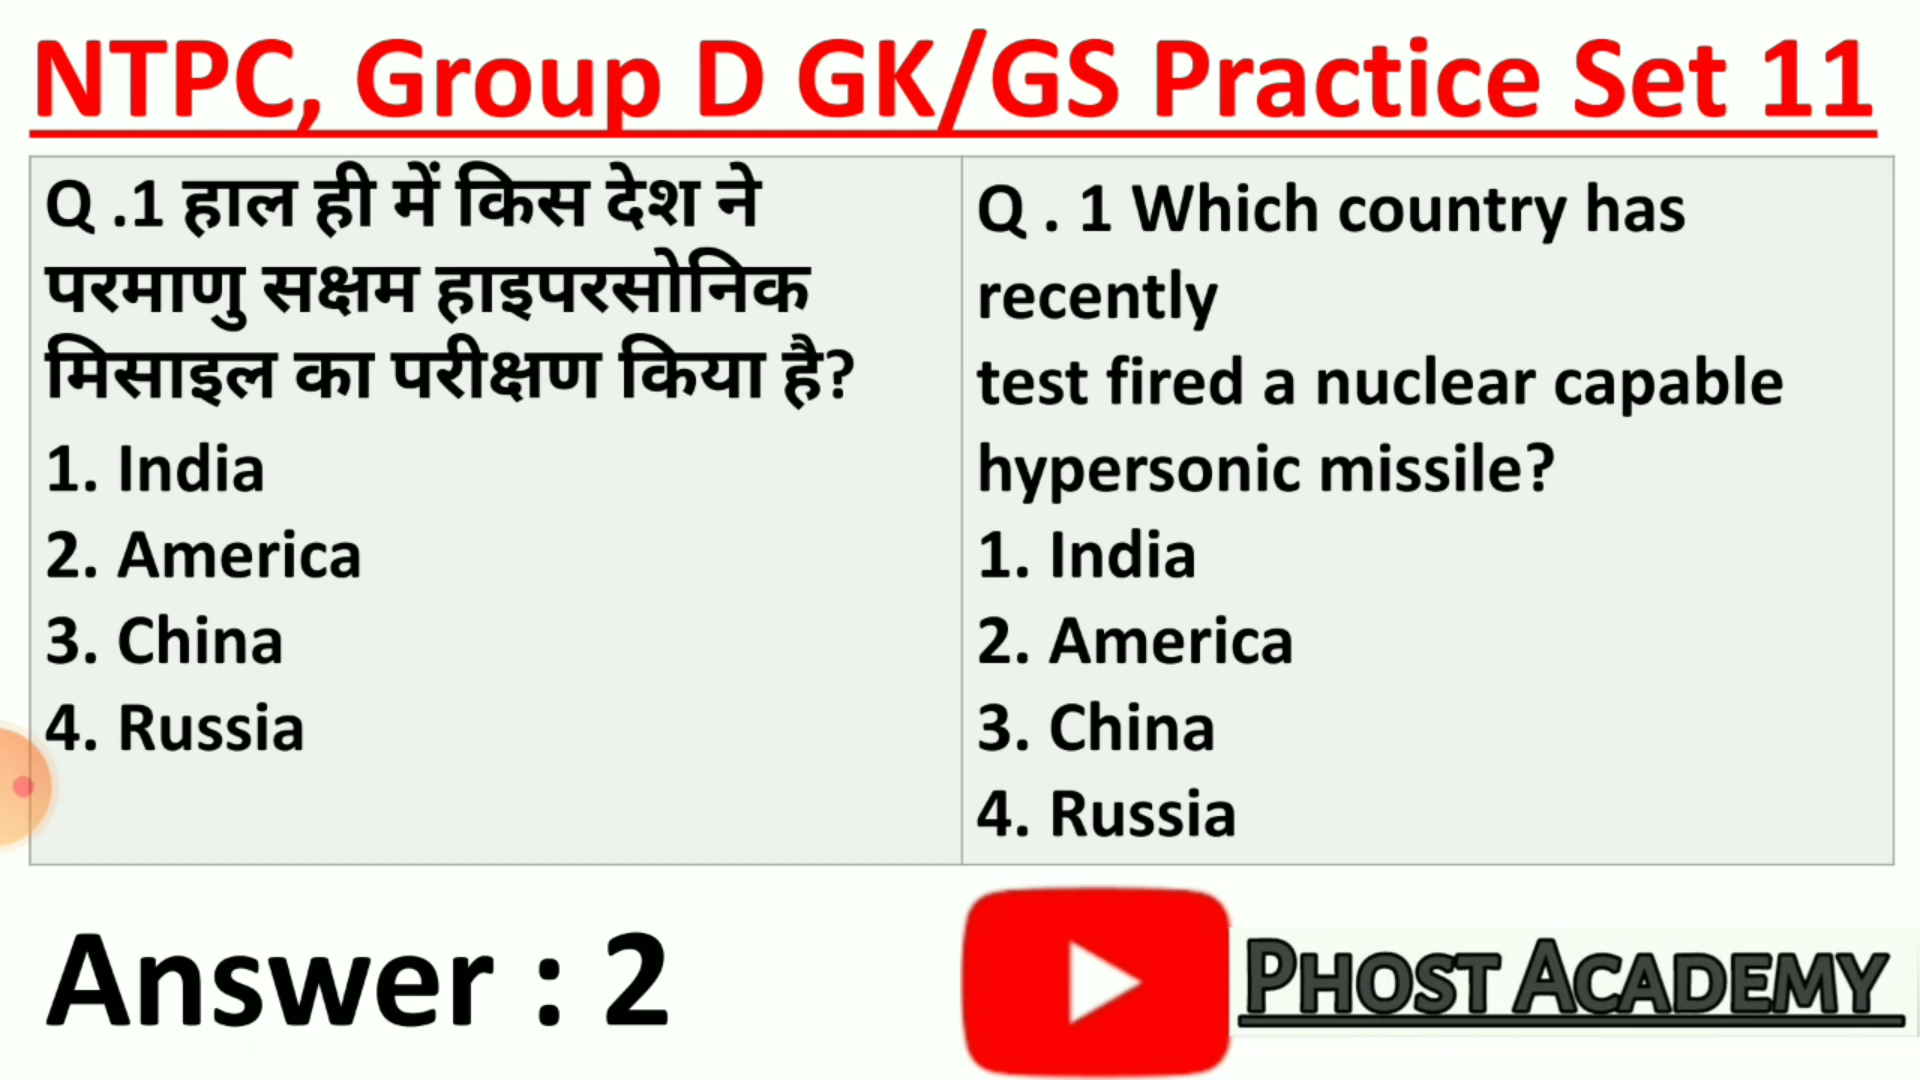 NTPC, Group D GK/GS Practice Set 11
Q .1 हाल ही में किस देश ने
परमाणु सक्षम हाइपरसोनिक
मिसाइल का परीक्षण किया है?
1. India
2. America
3. China
4. Russia
Q . 1 Which country has
recently
test fired a nuclear capable
hypersonic missile?
1. India
2. America
3. China
4. Russia
Answer : 2
PHOST ACADEMY